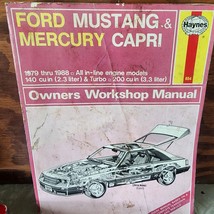 FORD MUSTANG &
MERCURY CAPRI
Haynes
1979 thru 1988 • All in-line engine models
140 cu in (2.3 liter) & Turbo • 200 cu in (3.3 liter)
Owners Workshop Manual